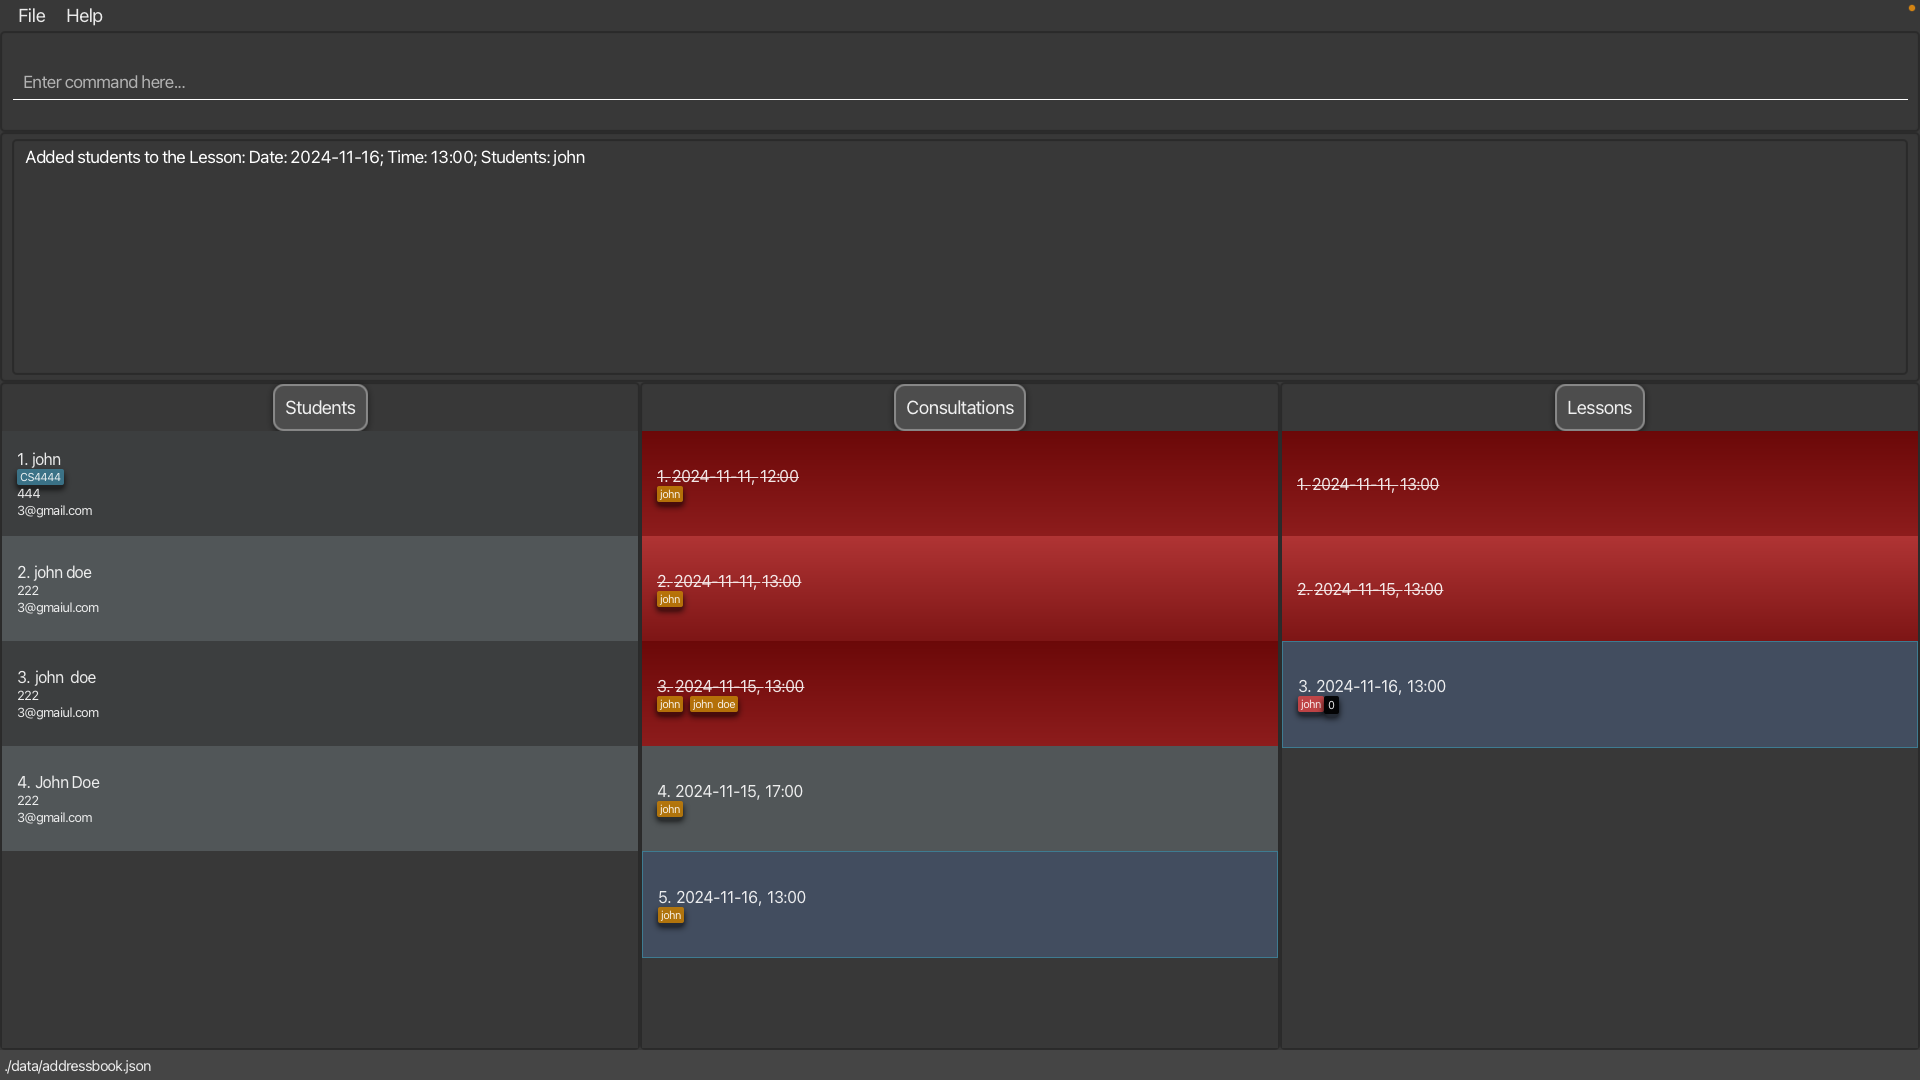 File Help
Enter command here...
Added students to the Lesson: Date: 2024-11-16; Time: 13:00; Students: john
Students
1. john
CS4444
444
3@gmail.com
2. john doe
222
3@gmaiul.com
3. john  doe
222
3@gmaiul.com
4. John Doe
222
3@gmail.com
Consultations
1. 2024-11-11, 12:00
john
2. 2024-11-11, 13:00
john
3. 2024-11-15, 13:00
john john doe
4. 2024-11-15, 17:00
john
5. 2024-11-16, 13:00
john
Lessons
1. 2024-11-11, 13:00
2. 2024-11-15, 13:00
3. 2024-11-16, 13:00
john 0
./data/addressbook.json